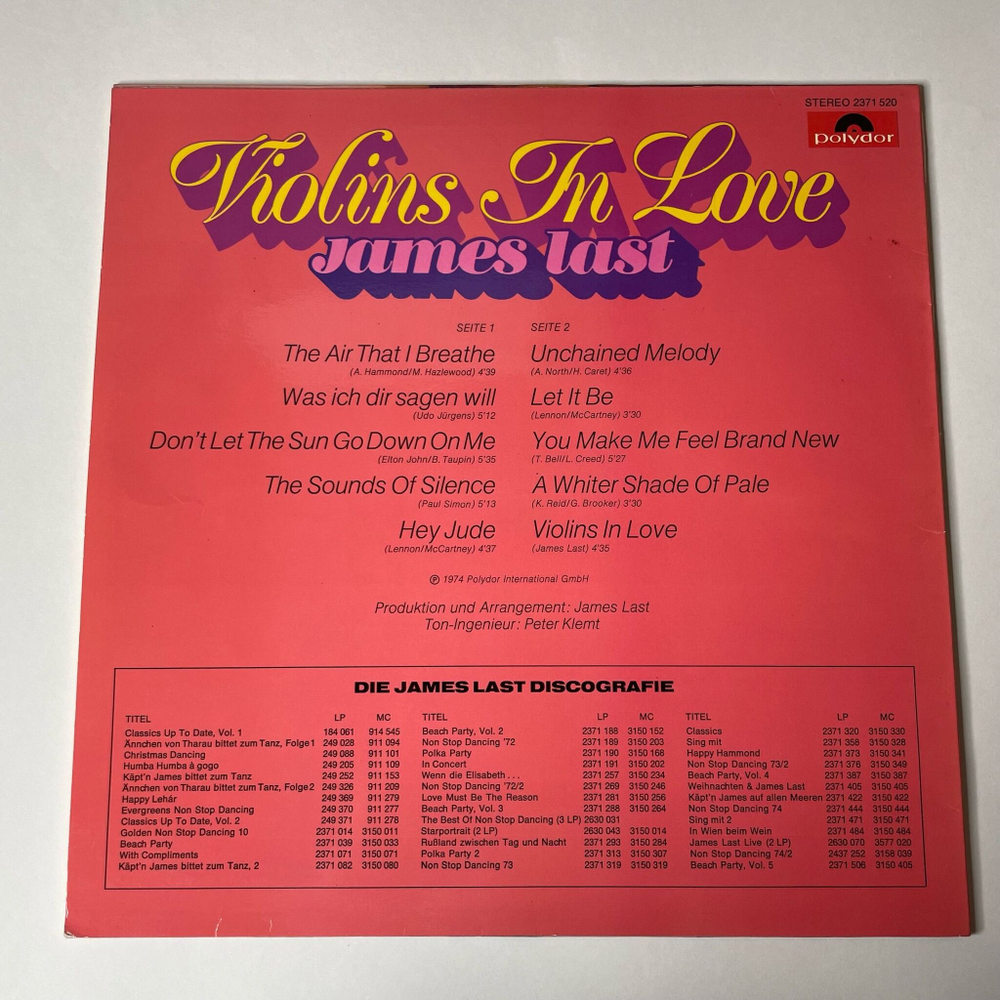 STEREO 2371 520
polydor
Violins In Love
james last
SEITE 1
The Air That I Breathe
(A. Hammond/M. Hazlewood) 4'39
Was ich dir sagen will
(Udo Jürgens) 5'12
Don't Let The Sun Go Down On Me
(Elton John/B. Taupin) 5'35
The Sounds Of Silence
(Paul Simon) 5'13
Hey Jude
(Lennon/McCartney) 4'37
SEITE 2
Unchained Melody
(A. North/H. Caret) 4'36
Let It Be
(Lennon/McCartney) 3'30
You Make Me Feel Brand New
(T. Bell/L. Creed) 5'27
A Whiter Shade Of Pale
(K. Reid/G. Brooker) 3'30
Violins In Love
(James Last) 4'35
Ⓟ 1974 Polydor International GmbH
Produktion und Arrangement: James Last
Ton-Ingenieur: Peter Klemt
DIE JAMES LAST DISCOGRAFIE
TITEL LP MC
Classics Up To Date, Vol. 1 184 061 914 545
Ännchen von Tharau bittet zum Tanz, Folge 1 249 028 911 094
Christmas Dancing 249 088 911 101
Humba Humba à gogo 249 205 911 109
Käpt'n James bittet zum Tanz 249 252 911 153
Ännchen von Tharau bittet zum Tanz, Folge 2 249 326 911 209
Happy Lehár 249 369 911 279
Evergreens Non Stop Dancing 249 370 911 277
Classics Up To Date, Vol. 2 249 371 911 278
Golden Non Stop Dancing 10 2371 014 3150 011
Beach Party 2371 039 3150 033
With Compliments 2371 071 3150 071
Käpt'n James bittet zum Tanz, 2 2371 082 3150 080
TITEL LP MC
Beach Party, Vol. 2 2371 188 3150 152
Non Stop Dancing '72 2371 189 3150 203
Polka Party 2371 190 3150 168
In Concert 2371 191 3150 202
Wenn die Elisabeth . . . 2371 257 3150 234
Non Stop Dancing '72/2 2371 269 3150 246
Love Must Be The Reason 2371 281 3150 256
Beach Party, Vol. 3 2371 288 3150 264
The Best Of Non Stop Dancing (3 LP) 2630 031
Starportrait (2 LP) 2630 043 3150 014
Rußland zwischen Tag und Nacht 2371 293 3150 284
Polka Party 2 2371 313 3150 307
Non Stop Dancing 73 2371 319 3150 319
LP MC
Classics 2371 320 3150 330
Sing mit 2371 358 3150 328
Happy Hammond 2371 373 3150 341
Non Stop Dancing 73/2 2371 376 3150 349
Beach Party, Vol. 4 2371 387 3150 387
Weihnachten & James Last 2371 405 3150 405
Käpt'n James auf allen Meeren 2371 422 3150 422
Non Stop Dancing 74 2371 444 3150 444
Sing mit 2 2371 471 3150 471
In Wien beim Wein 2371 484 3150 484
James Last Live (2 LP) 2630 070 3577 020
Non Stop Dancing 74/2 2437 252 3158 039
Beach Party, Vol. 5 2371 506 3150 405